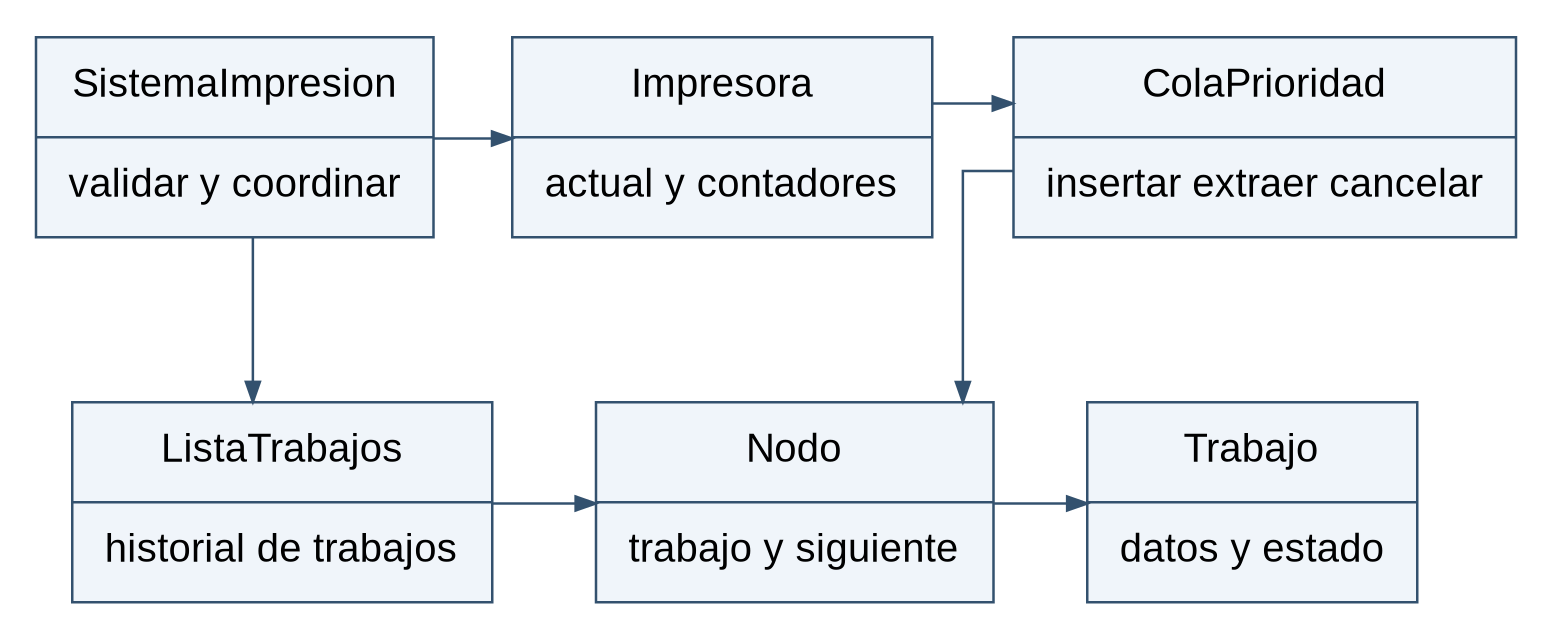 SistemaImpresion
validar y coordinar
Impresora
actual y contadores
ColaPrioridad
insertar extraer cancelar
ListaTrabajos
historial de trabajos
Nodo
trabajo y siguiente
Trabajo
datos y estado